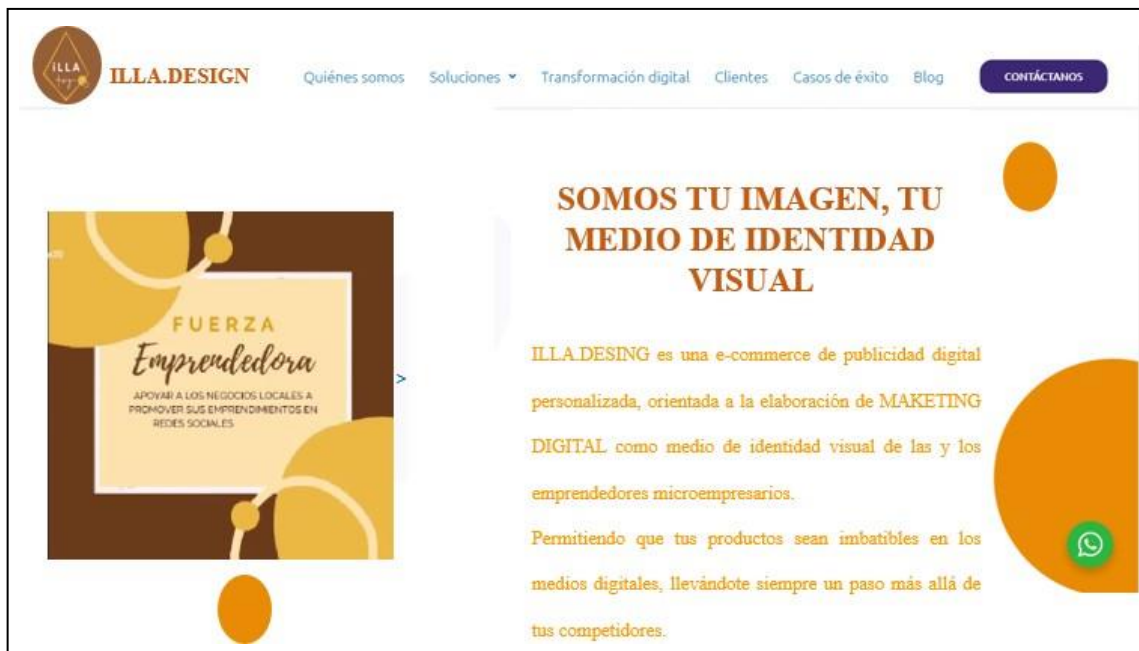 ILLA
ILLA.DESIGN
Quiénes somos
Soluciones
Transformación digital
Clientes
Casos de éxito
Blog
CONTÁCTANOS
FUERZA
Emprendedora
APOYAR A LOS NEGOCIOS LOCALES A
PROMOVER SUS EMPRENDIMIENTOS EN
REDES SOCIALES
>
SOMOS TU IMAGEN, TU
MEDIO DE IDENTIDAD
VISUAL
ILLA.DESING es una e-commerce de publicidad digital
personalizada, orientada a la elaboración de MAKETING
DIGITAL como medio de identidad visual de las y los
emprendedores microempresarios.
Permitiendo que tus productos sean imbatibles en los
medios digitales, llevándote siempre un paso más allá de
tus competidores.